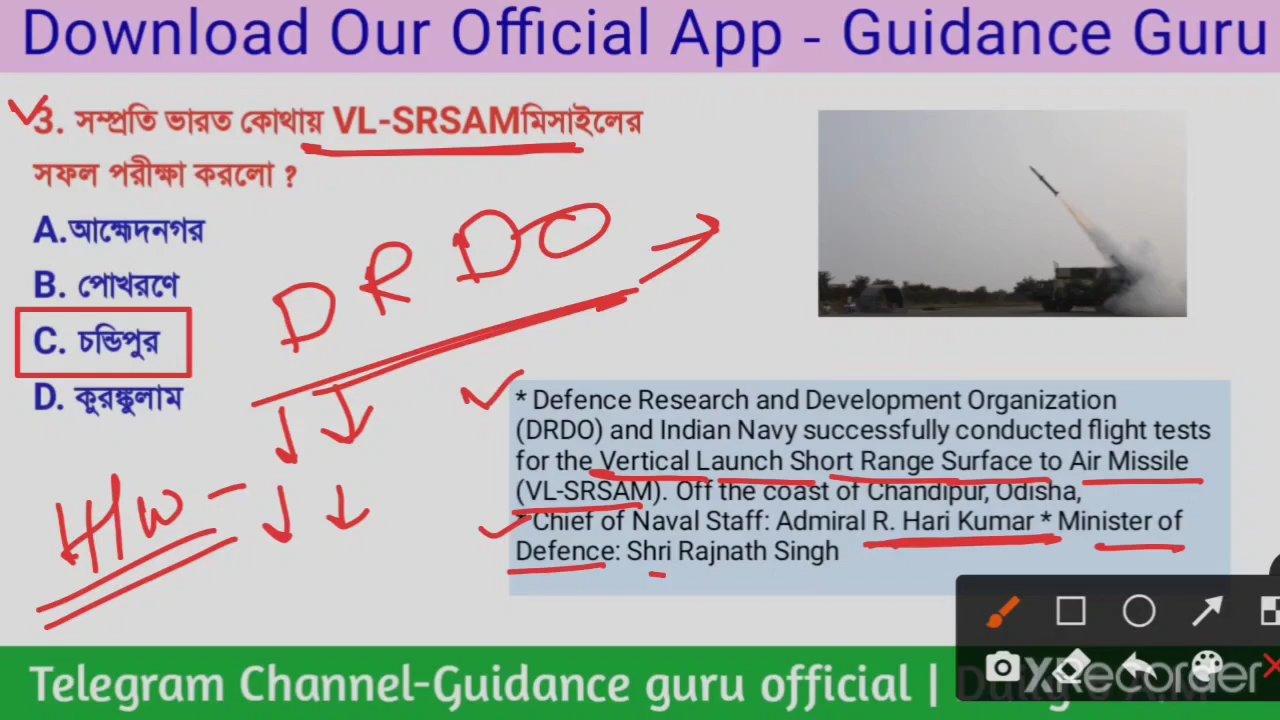 Download Our Official App - Guidance Guru
3. সম্প্রতি ভারত কোথায় VL-SRSAMমিসাইলের
সফল পরীক্ষা করলো ?
A.আহ্মেদনগর
B. পোখরণে
C. চন্ডিপুর
D. কুরঙ্কুলাম
DRDO
H/W
* Defence Research and Development Organization
(DRDO) and Indian Navy successfully conducted flight tests
for the Vertical Launch Short Range Surface to Air Missile
(VL-SRSAM). Off the coast of Chandipur, Odisha,
*Chief of Naval Staff: Admiral R. Hari Kumar * Minister of
Defence: Shri Rajnath Singh
XRecorder
Telegram Channel-Guidance guru official |